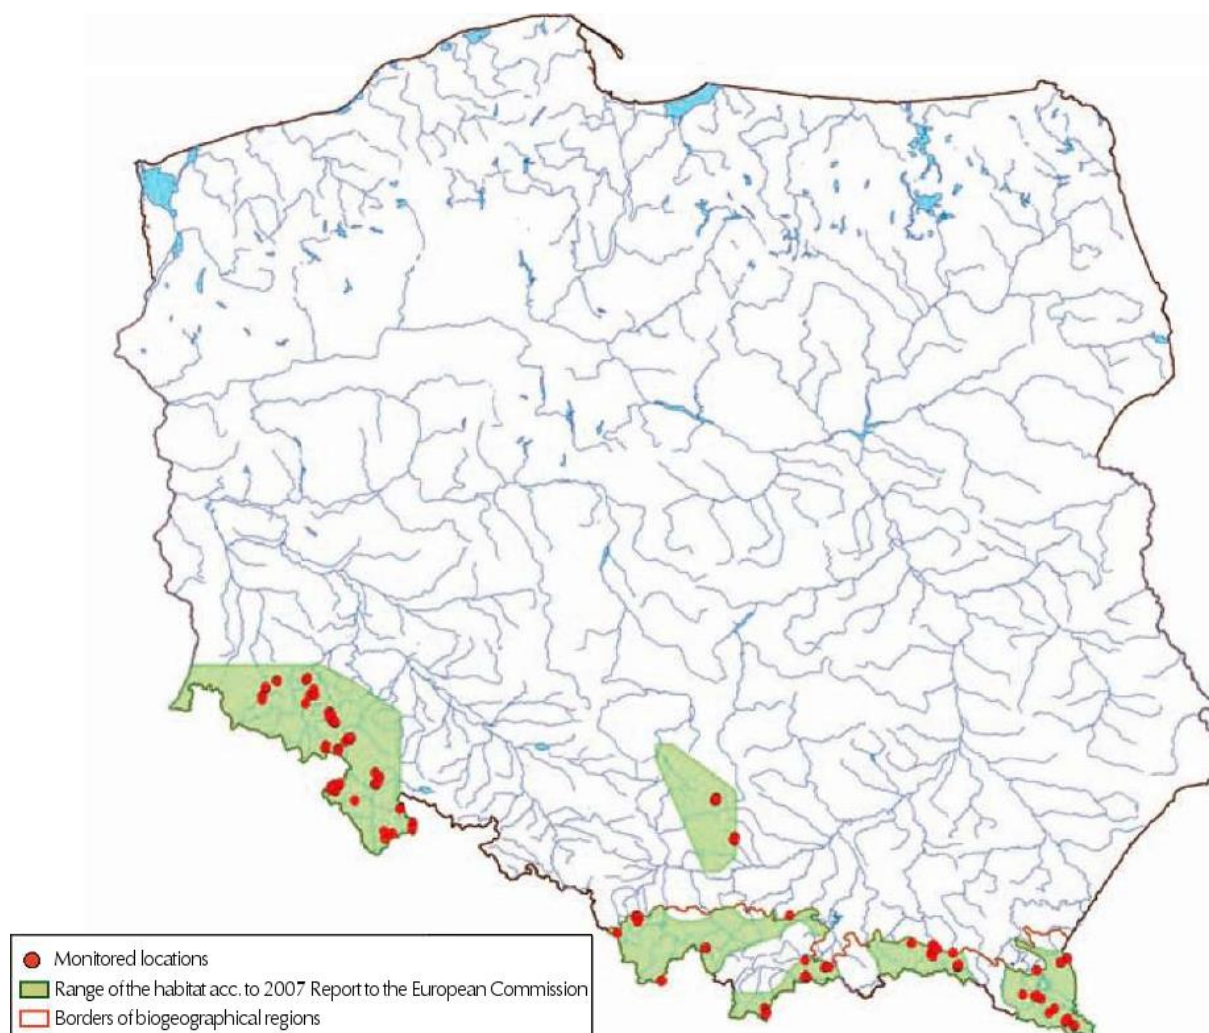 Monitored locations
Range of the habitat acc. to 2007 Report to the European Commission
Borders of biogeographical regions